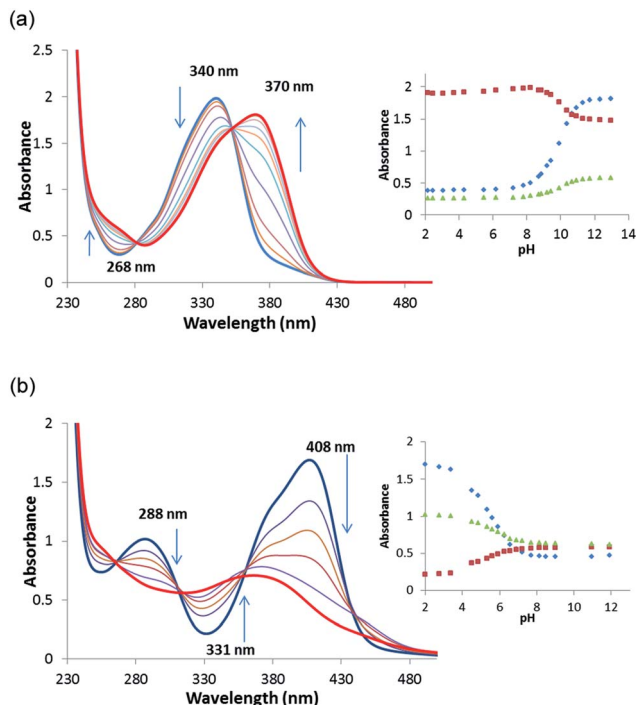 (a)
2.5
2
1.5
1
0.5
0
Absorbance
340 nm
370 nm
268 nm
230 280 330 380 430 480
Wavelength (nm)
2
1.5
1
0.5
0
Absorbance
2 4 6 8 10 12 14
pH
(b)
2
1.5
1
0.5
0
Absorbance
408 nm
288 nm
331 nm
230 280 330 380 430 480
Wavelength (nm)
2
1.5
1
0.5
0
Absorbance
2 4 6 8 10 12
pH